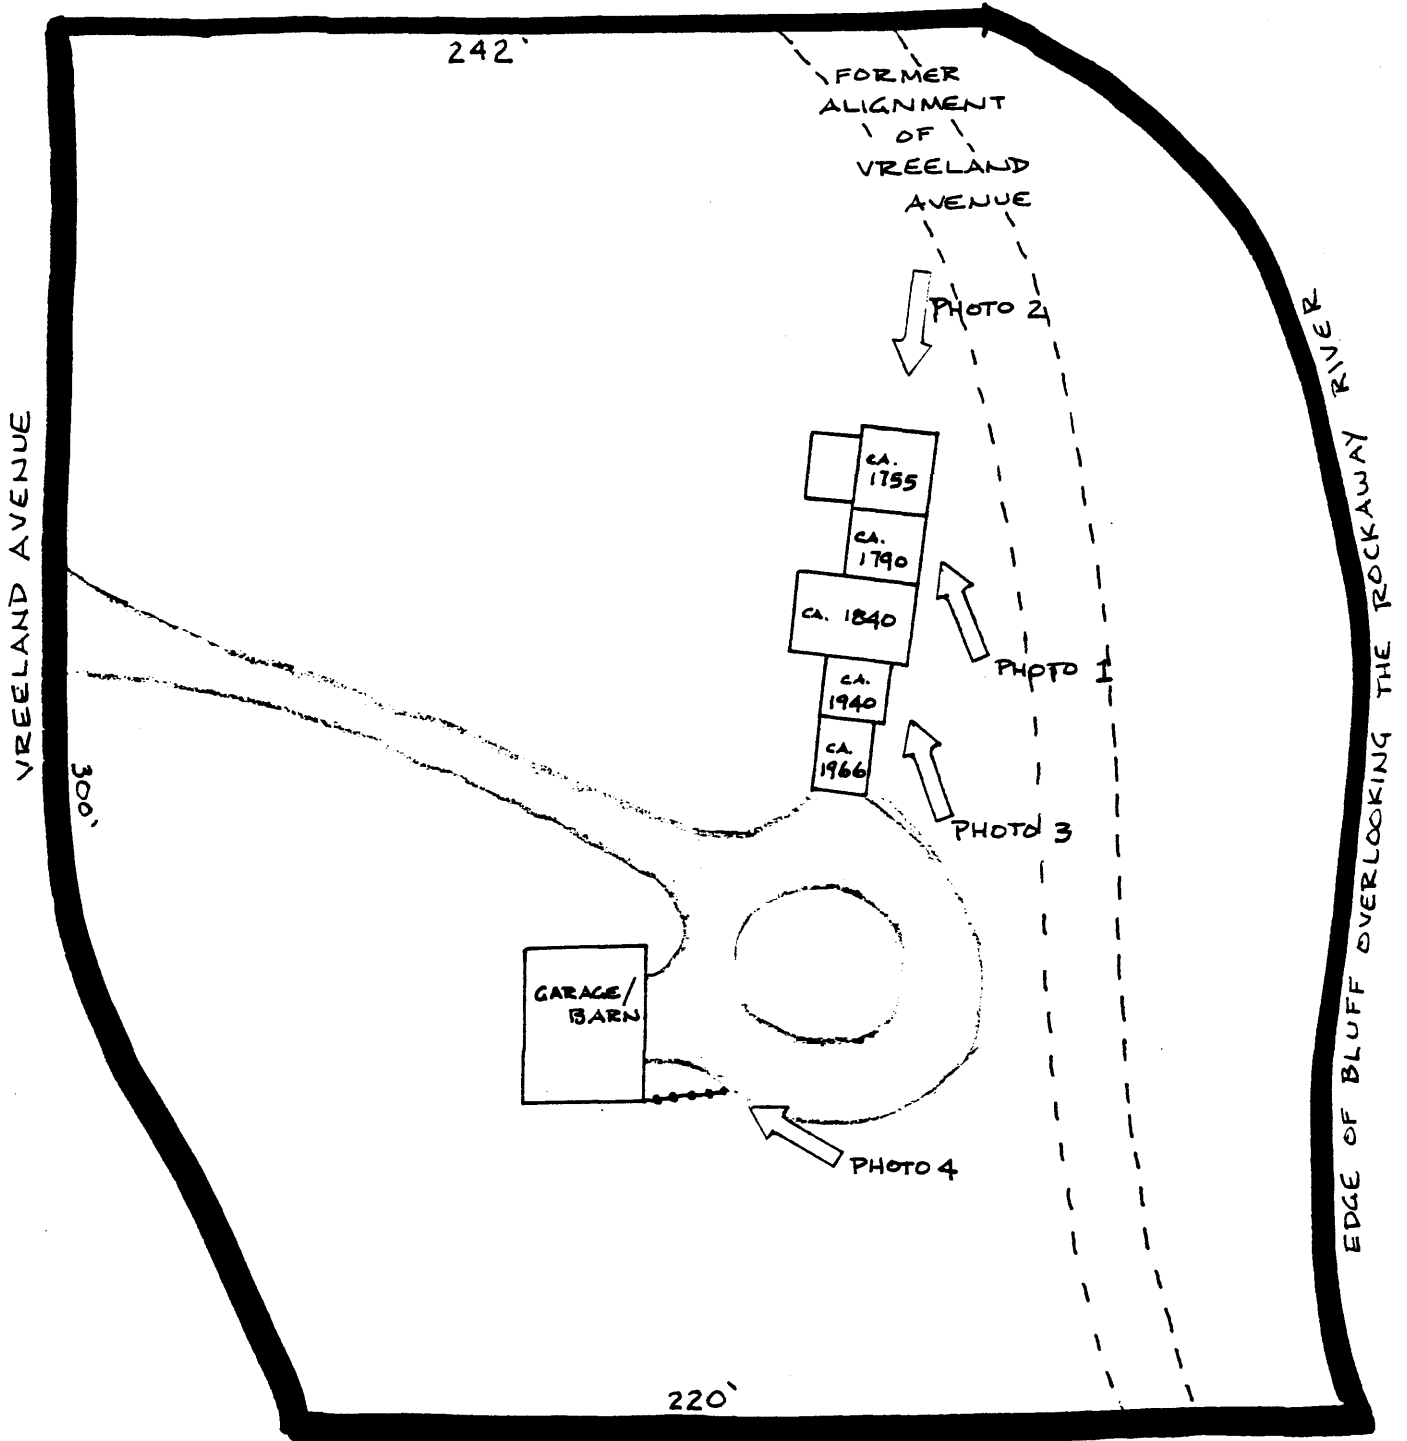 242'
FORMER
ALIGNMENT
OF
VREELAND
AVENUE
PHOTO 2
EDGE OF BLUFF OVERLOOKING THE ROCKAWAY RIVER
VREELAND AVENUE
CA.
1755
CA.
1790
CA. 1840
PHOTO 1
CA.
1940
CA.
1966
300'
PHOTO 3
GARAGE/
BARN
PHOTO 4
220'